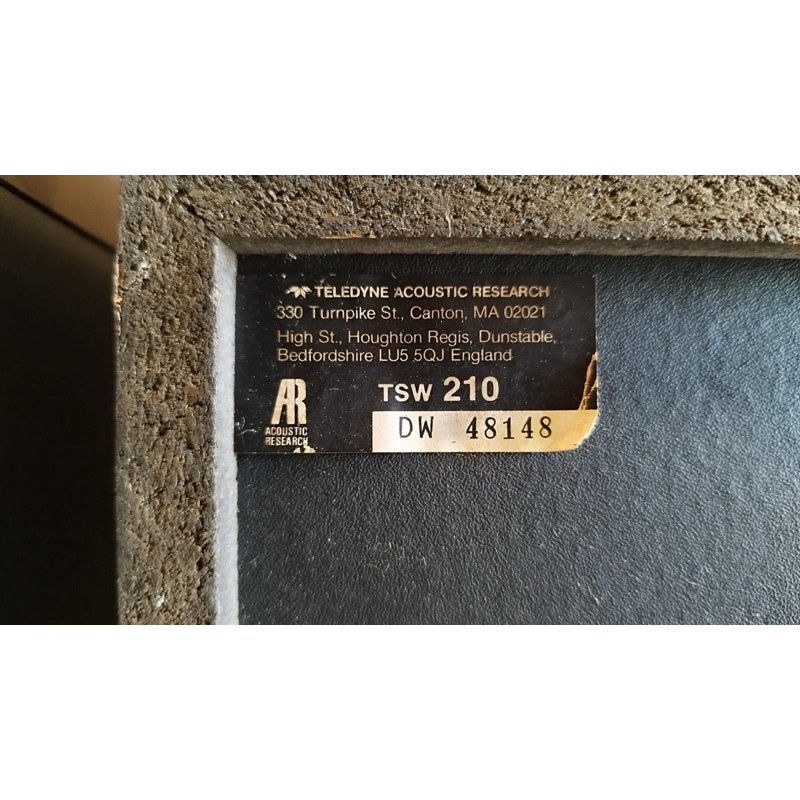 TELEDYNE ACOUSTIC RESEARCH
330 Turnpike St., Canton, MA 02021
High St., Houghton Regis, Dunstable,
Bedfordshire LU5 5QJ England
TSW 210
AR
ACOUSTIC
RESEARCH
DW 48148